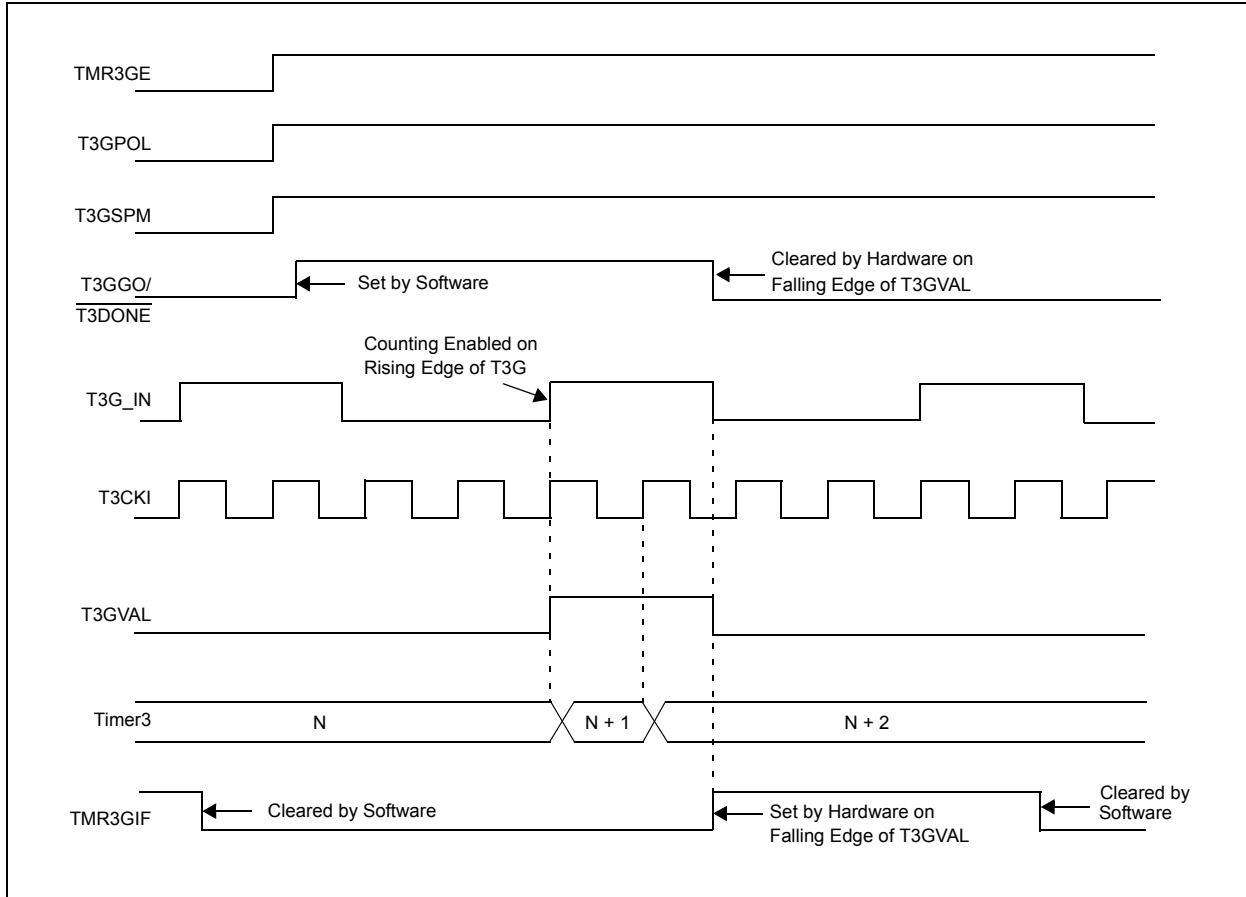 TMR3GE
T3GPOL
T3GSPM
T3GGO/
T3DONE
Set by Software
Cleared by Hardware on
Falling Edge of T3GVAL
Counting Enabled on
Rising Edge of T3G
T3G_IN
T3CKI
T3GVAL
Timer3
N
N + 1
N + 2
TMR3GIF
Cleared by Software
Set by Hardware on
Falling Edge of T3GVAL
Cleared by
Software